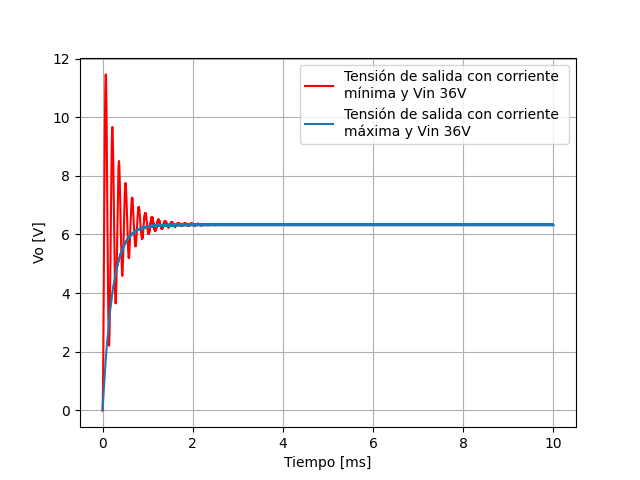 12
10
8
6
4
2
0
Vo [V]
Tensión de salida con corriente
mínima y Vin 36V
Tensión de salida con corriente
máxima y Vin 36V
0
2
4
6
8
10
Tiempo [ms]